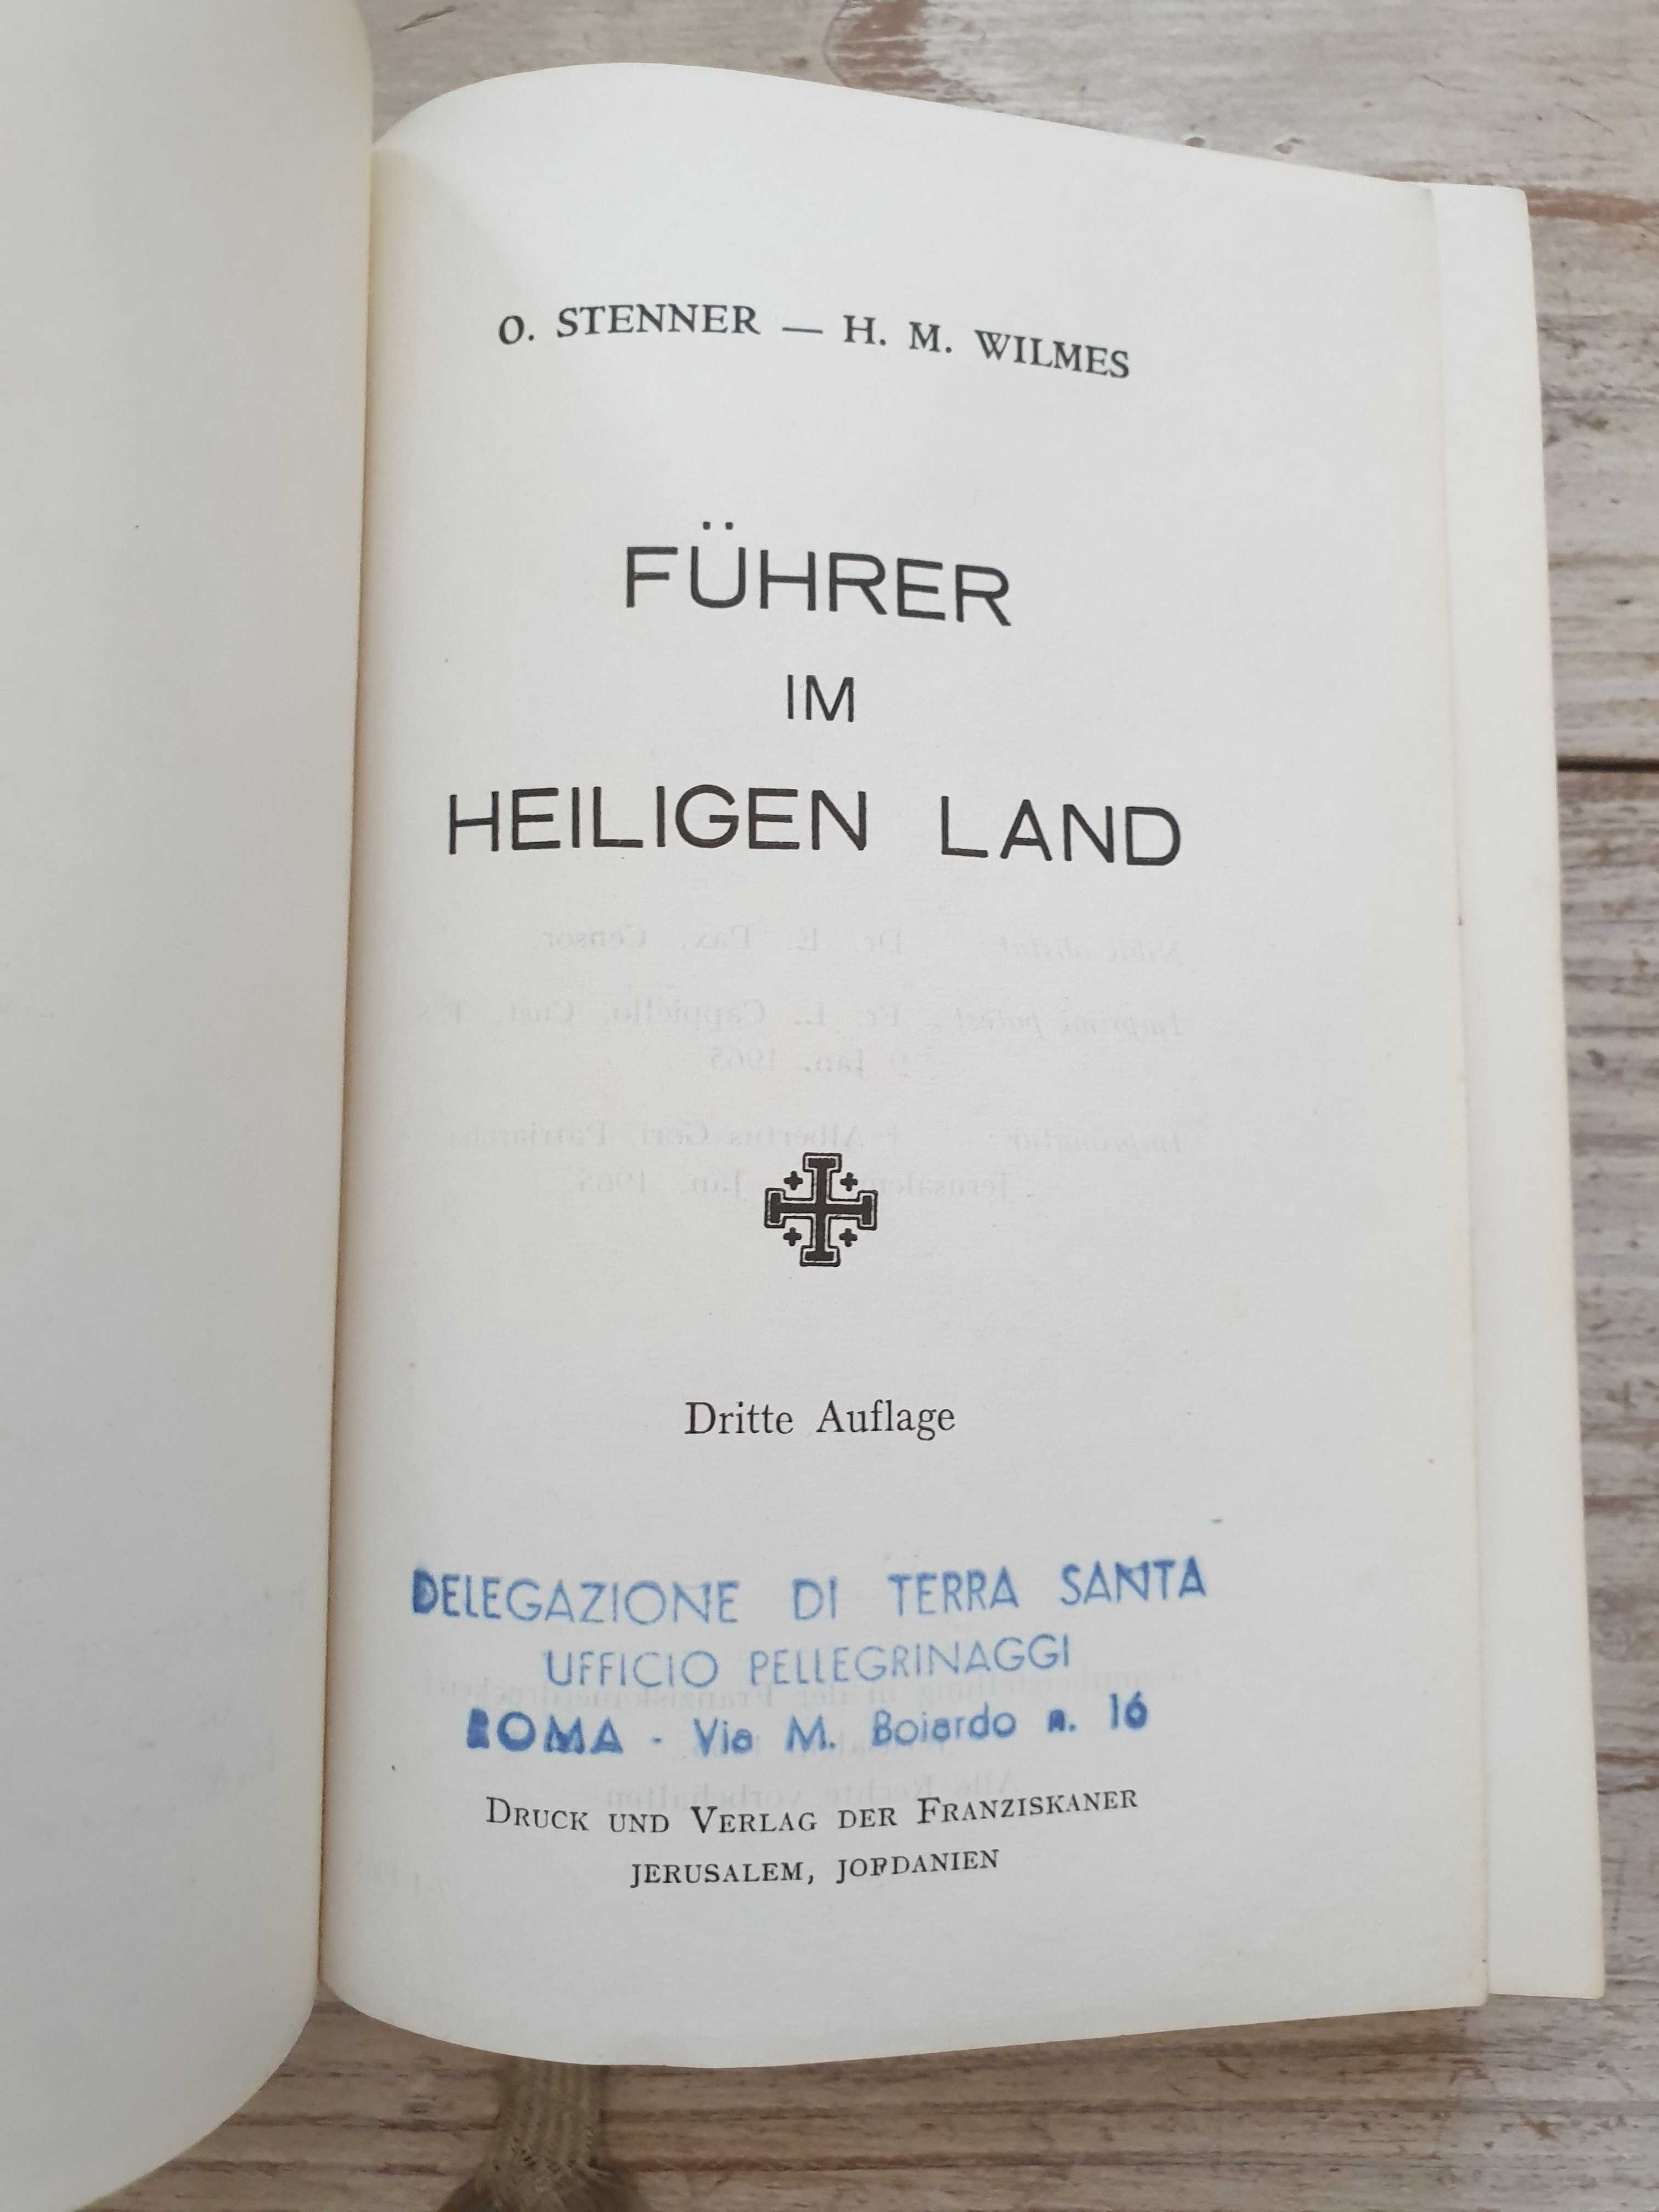 O. STENNER — H. M. WILMES
FÜHRER
IM
HEILIGEN LAND
Dritte Auflage
DELEGAZIONE DI TERRA SANTA
UFFICIO PELLEGRINAGGI
ROMA - Via M. Boiardo n. 16
DRUCK UND VERLAG DER FRANZISKANER
JERUSALEM, JORDANIEN